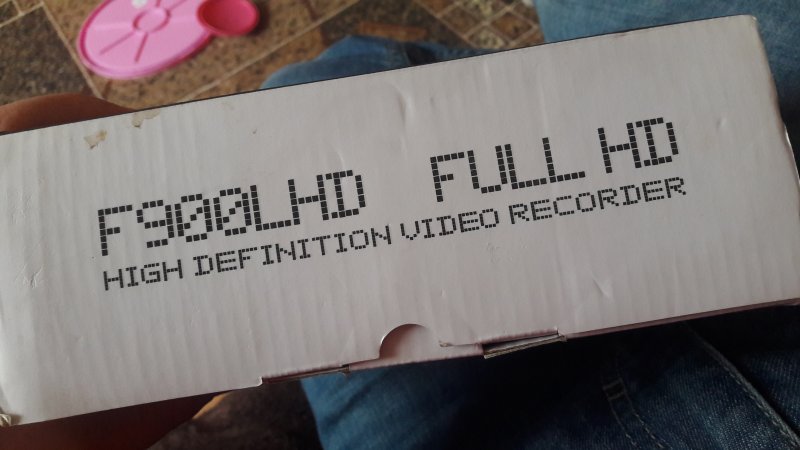 F900LHD FULL HD
HIGH DEFINITION VIDEO RECORDER